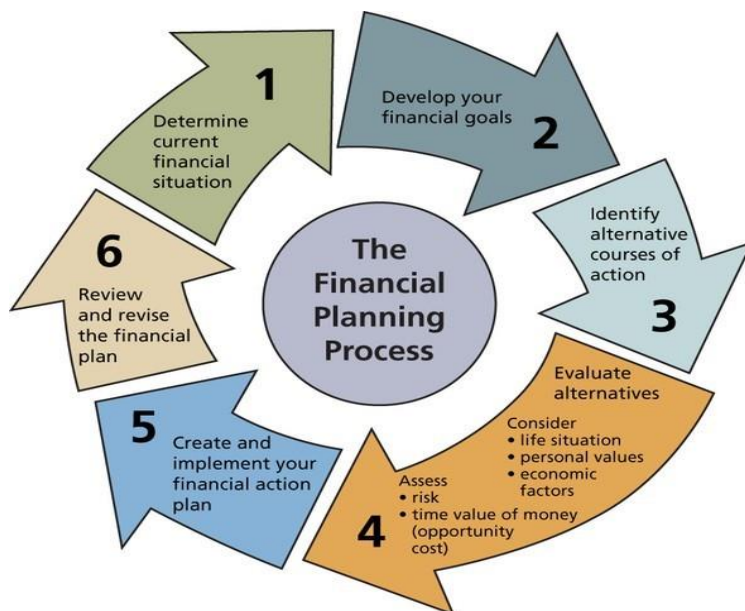 The
Financial
Planning
Process
1
Determine
current
financial
situation
Develop your
financial goals
2
Identify
alternative
courses of
action
3
Evaluate
alternatives
Consider
• life situation
• personal values
• economic
factors
Assess
• risk
• time value of money
(opportunity
cost)
4
5
Create and
implement your
financial action
plan
6
Review
and revise
the financial
plan